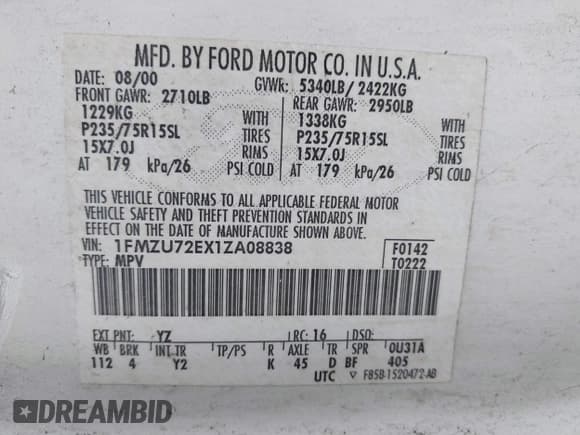 MFD. BY FORD MOTOR CO. IN U.S.A.
DATE: 08/00 GVWR: 5340LB/ 2422KG
FRONT GAWR: 2710LB REAR GAWR: 2950LB
1229KG WITH 1338KG WITH
P235/75R15SL TIRES P235/75R15SL TIRES
15X7.0J RIMS 15X7.0J RIMS
AT 179 kPa/26 PSI COLD AT 179 kPa/26 PSI COLD
THIS VEHICLE CONFORMS TO ALL APPLICABLE FEDERAL MOTOR
VEHICLE SAFETY AND THEFT PREVENTION STANDARDS IN
EFFECT ON THE DATE OF MANUFACTURE SHOWN ABOVE.
VIN: 1FMZU72EX1ZA08838 F0142
TYPE: MPV T0222
EXT PNT: YZ RC: 16 DSO:
WB BRK INT TR TP/PS R AXLE TR SPR 0U31A
112 4 Y2 K 45 D BF 405
UTC F85B-1520472-AB
DREAMBID